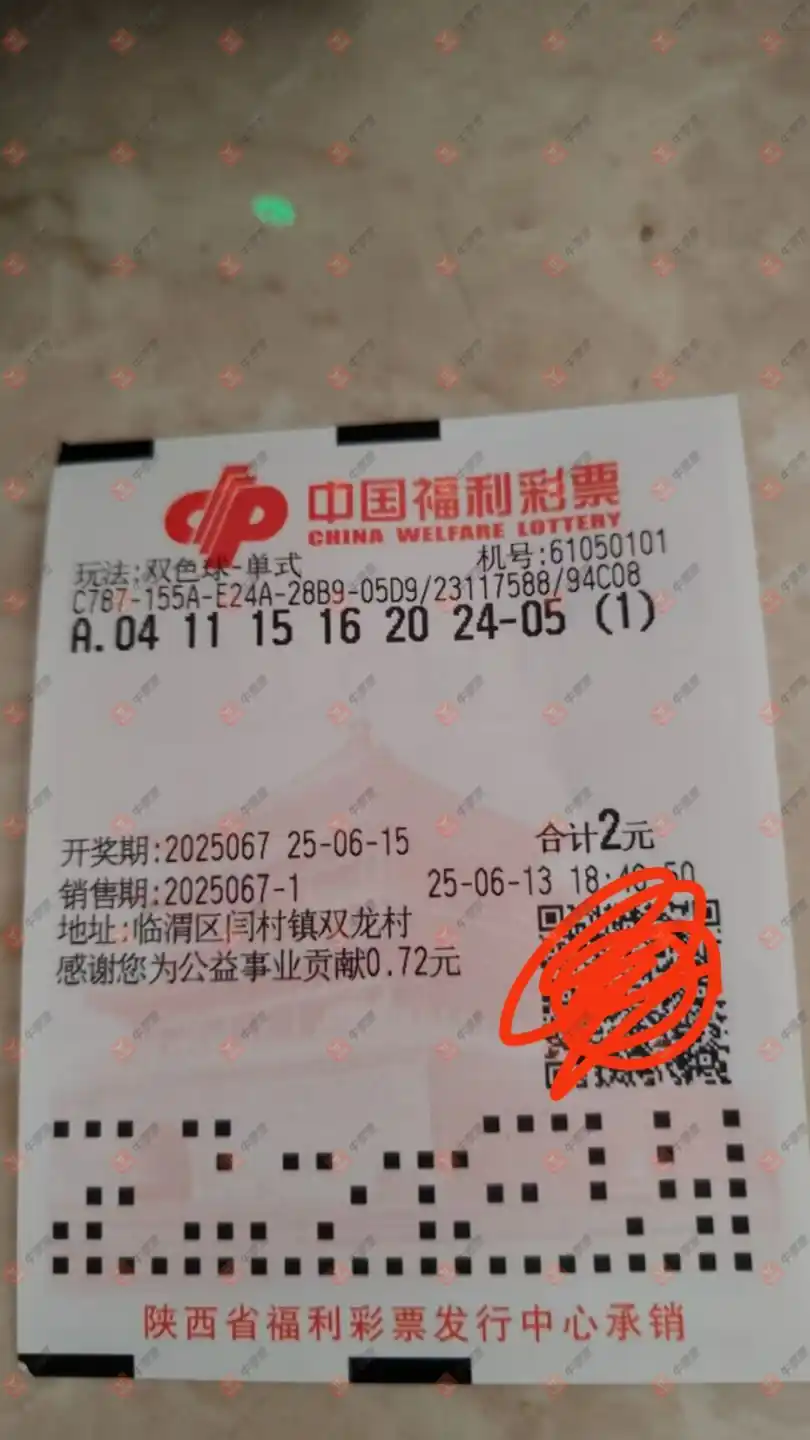 中国福利彩票
CHINA WELFARE LOTTERY
玩法:双色球-单式 机号:61050101
C787-155A-E24A-28B9-05D9/23117588/94C08
A.04 11 15 16 20 24-05 (1)
开奖期:2025067 25-06-15 合计2元
销售期:2025067-1 25-06-13
地址:临渭区闫村镇双龙村
感谢您为公益事业贡献0.72元
陕西省福利彩票发行中心承销